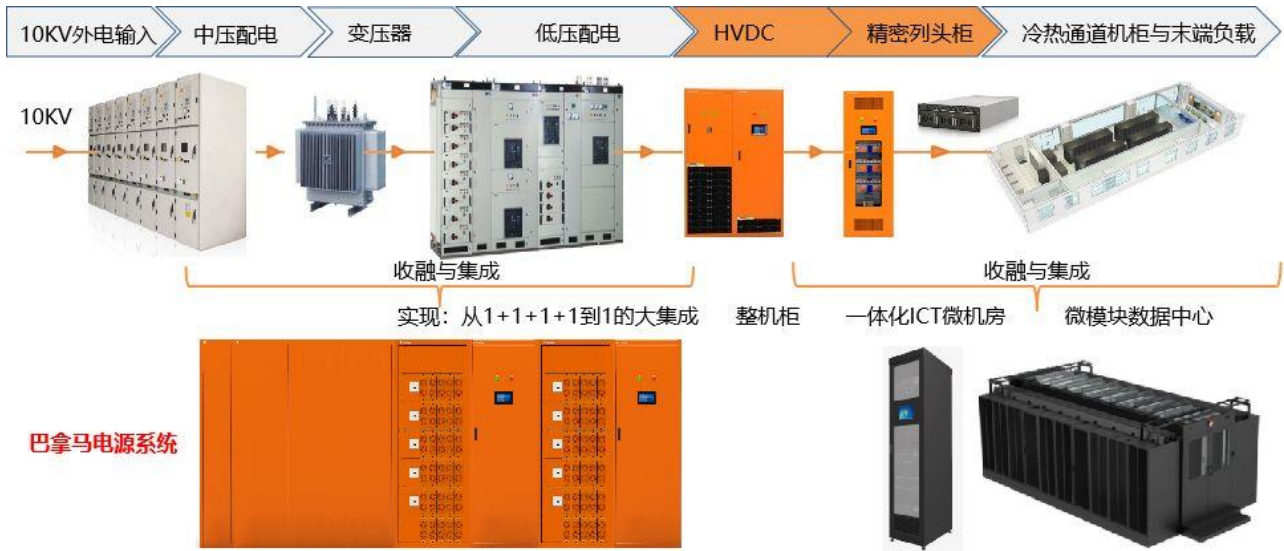 10KV外电输入
中压配电
变压器
低压配电
HVDC
精密列头柜
冷热通道机柜与末端负载
10KV
收融与集成
收融与集成
实现：从1+1+1+1到1的大集成
整机柜
一体化ICT微机房
微模块数据中心
巴拿马电源系统